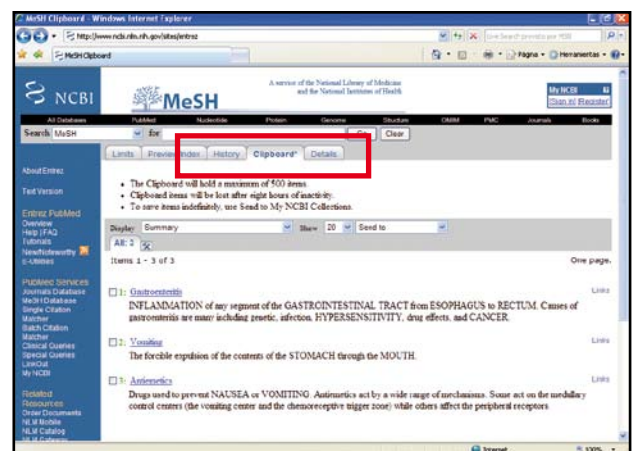 MeSH Clipboard - Windows Internet Explorer
http://www.ncbi.nlm.nih.gov/sites/entrez
Live Search
MeSH Clipboard
Página
Herramientas
NCBI
MeSH
A service of the National Library of Medicine
and the National Institutes of Health
My NCBI
[Sign In] [Register]
All Databases PubMed Nucleotide Protein Genome Structure OMIM PMC Journals Books
Search MeSH for Go Clear
Limits Preview/Index History Clipboard Details
About Entrez
Text Version
Entrez PubMed
Overview
Help | FAQ
Tutorials
New/Noteworthy
E-Utilities
PubMed Services
Journals Database
MeSH Database
Single Citation
Matcher
Batch Citation
Matcher
Clinical Queries
Special Queries
LinkOut
My NCBI
Related
Resources
Order Documents
NLM Mobile
NLM Catalog
NLM Gateway
• The Clipboard will hold a maximum of 500 items.
• Clipboard items will be lost after eight hours of inactivity.
• To save items indefinitely, use Send to My NCBI Collections.
Display Summary Show 20 Send to
All: 3
Items 1 - 3 of 3 One page.
1: Gastroenteritis Links
INFLAMMATION of any segment of the GASTROINTESTINAL TRACT from ESOPHAGUS to RECTUM. Causes of
gastroenteritis are many including genetic, infection, HYPERSENSITIVITY, drug effects, and CANCER.
2: Vomiting Links
The forcible expulsion of the contents of the STOMACH through the MOUTH.
3: Antiemetics Links
Drugs used to prevent NAUSEA or VOMITING. Antiemetics act by a wide range of mechanisms. Some act on the medullary
control centers (the vomiting center and the chemoreceptive trigger zone) while others affect the peripheral receptors
Internet 100%